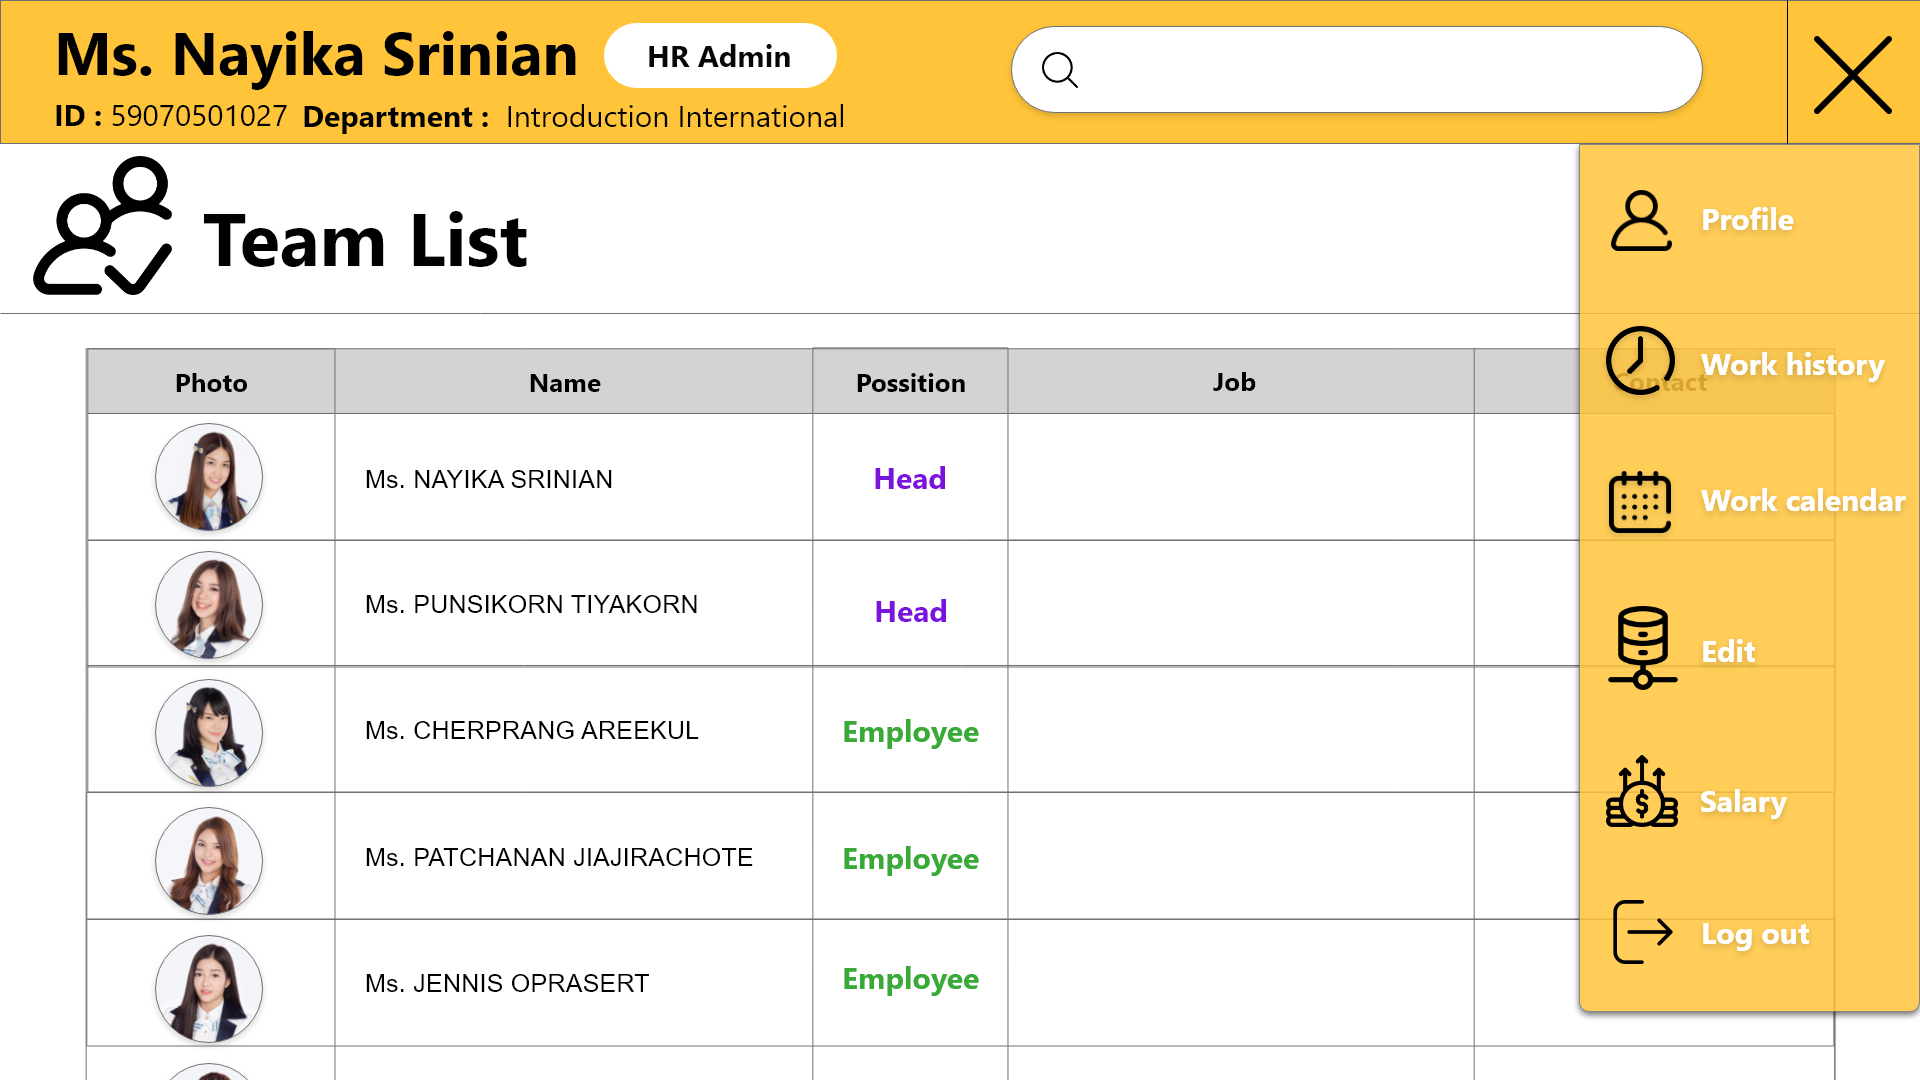 Ms. Nayika Srinian HR Admin
ID : 59070501027 Department : Introduction International
Team List
Profile
Work history
Work calendar
Edit
Salary
Log out
Photo Name Possition Job Contact
Ms. NAYIKA SRINIAN Head
Ms. PUNSIKORN TIYAKORN Head
Ms. CHERPRANG AREEKUL Employee
Ms. PATCHANAN JIAJIRACHOTE Employee
Ms. JENNIS OPRASERT Employee